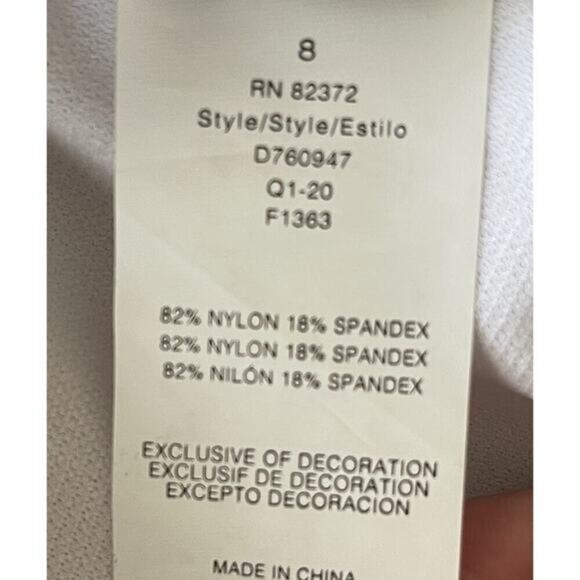 8
RN 82372
Style/Style/Estilo
D760947
Q1-20
F1363
82% NYLON 18% SPANDEX
82% NYLON 18% SPANDEX
82% NILÓN 18% SPANDEX
EXCLUSIVE OF DECORATION
EXCLUSIF DE DECORATION
EXCEPTO DECORACION
MADE IN CHINA